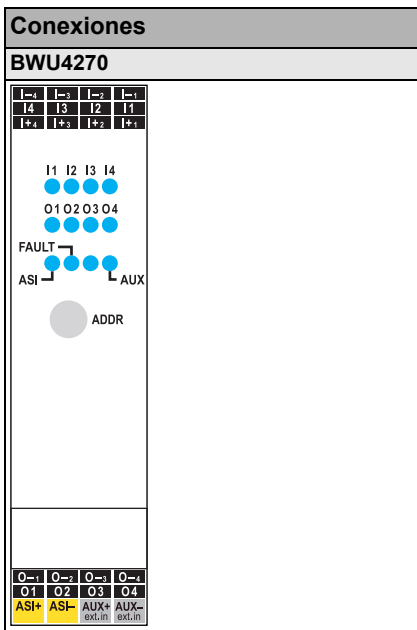 Conexiones
BWU4270
I–4 I–3 I–2 I–1
I4 I3 I2 I1
I+4 I+3 I+2 I+1
I1 I2 I3 I4
O1 O2 O3 O4
FAULT
ASI AUX
ADDR
O–1 O–2 O–3 O–4
O1 O2 O3 O4
ASI+ ASI– AUX+ AUX–
ext.in ext.in